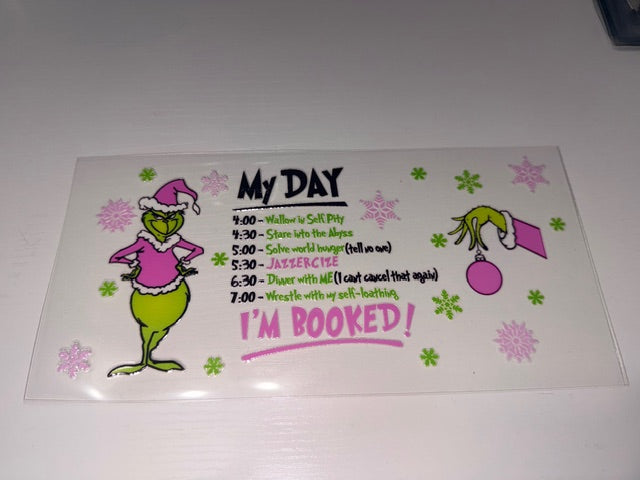 My DAY
4:00 - Wallow in Self Pity
4:30 - Stare into the Abyss
5:00 - Solve world hunger (tell no one)
5:30 - JAZZERCIZE
6:30 - Dinner with ME (I can't cancel that again)
7:00 - Wrestle with my self-loathing
I'M BOOKED!